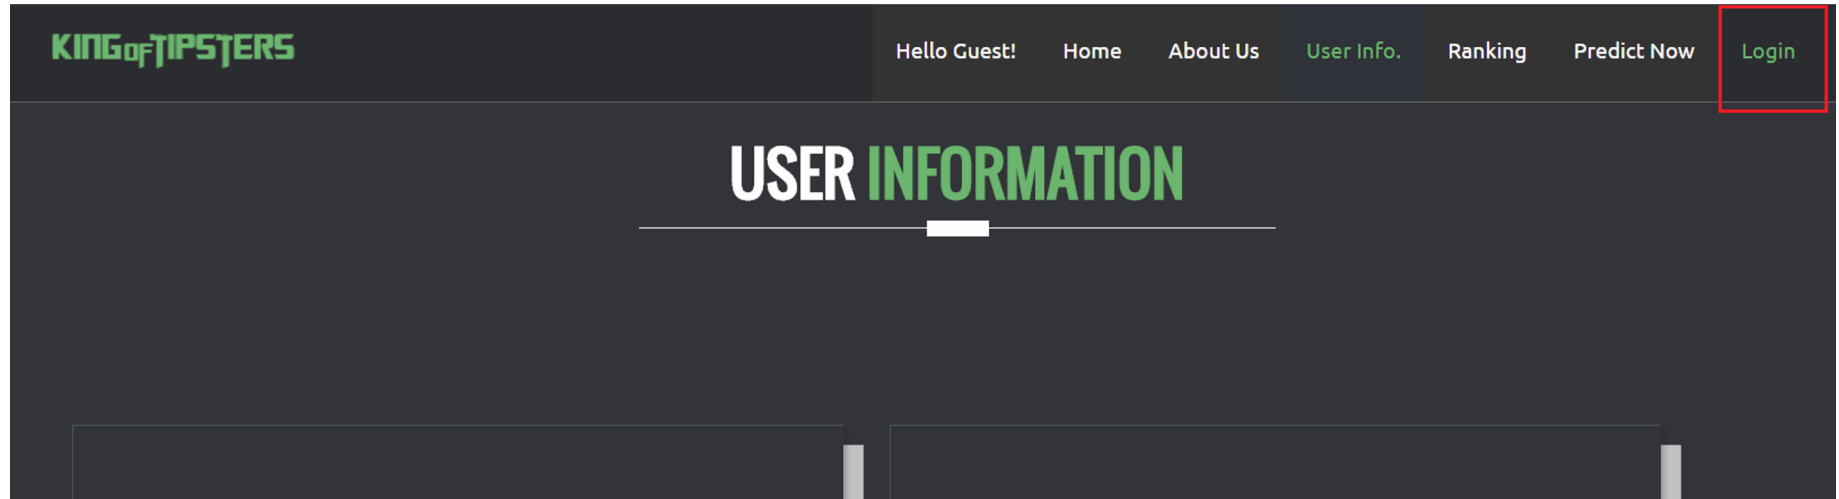 KINGOFTIPSTERS
Hello Guest! Home About Us User Info. Ranking Predict Now Login
USER INFORMATION